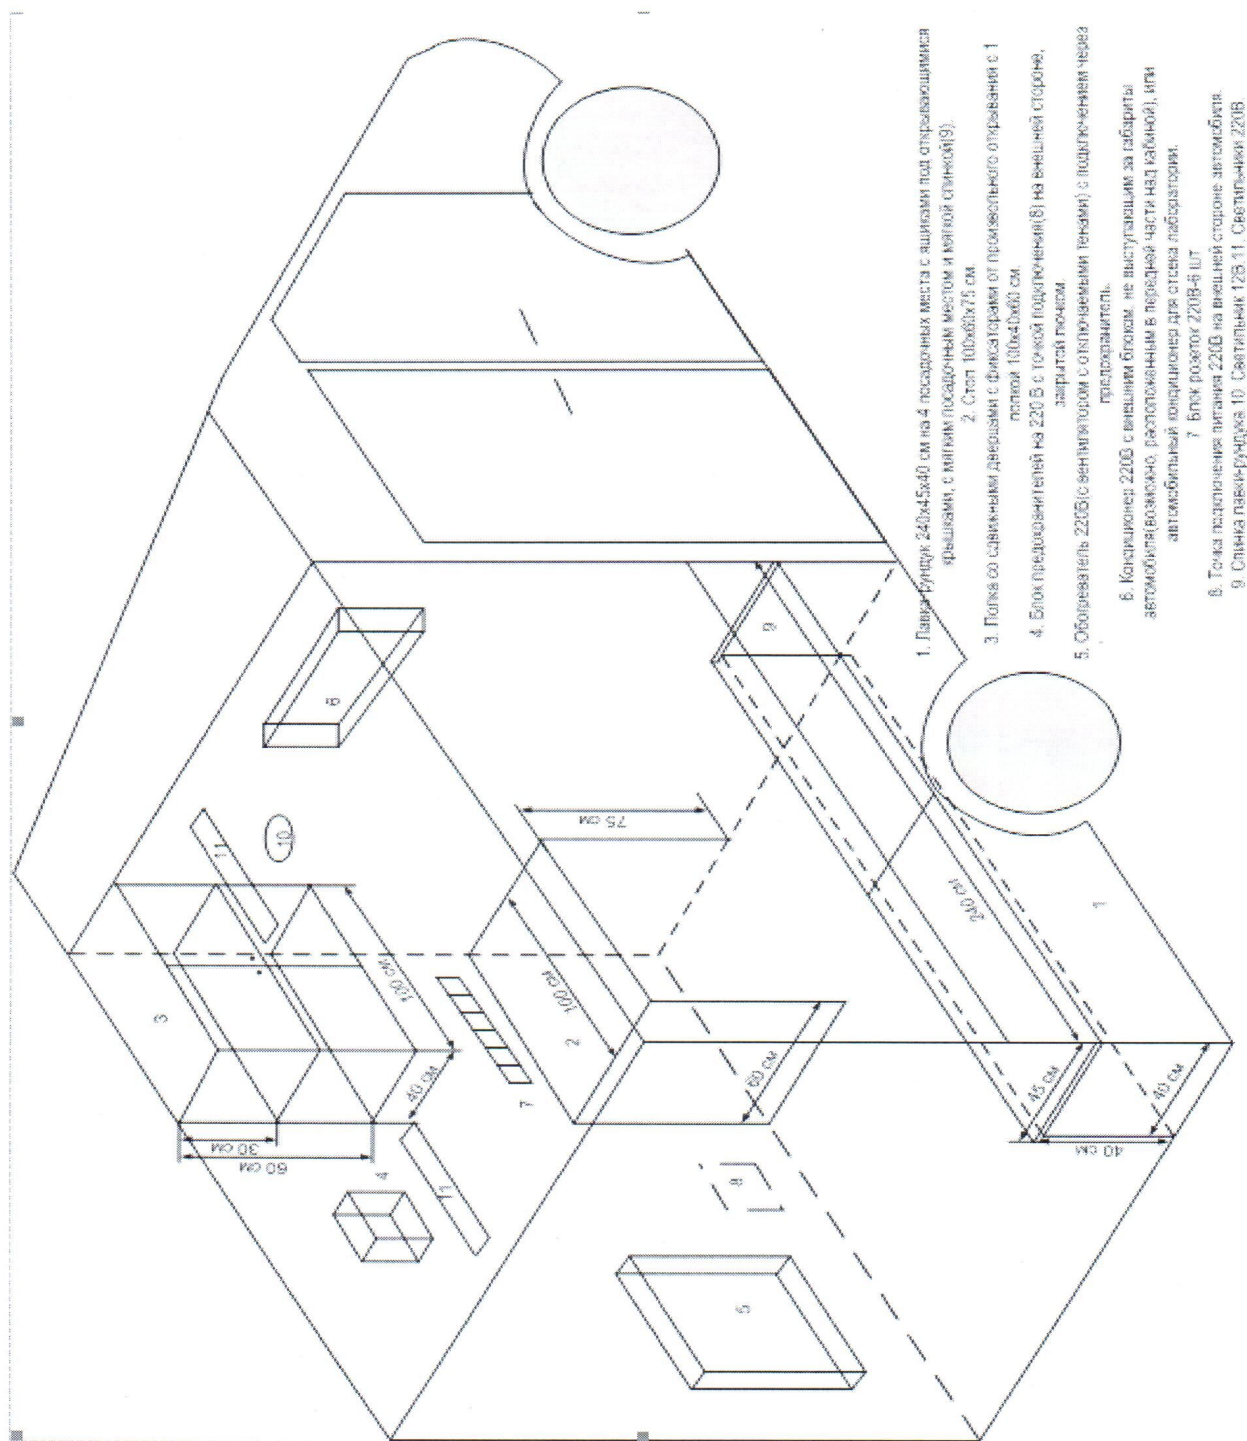 1. Лавка-рундук 240х45х40 см на 4 посадочных места с ящиками под открывающимися
крышками, с мягким посадочным местом и мягкой спинкой(9).
2. Стол 100х60х75 см.
3. Полка со сдвижными дверцами с фиксаторами от произвольного открывания с 1
полкой 100х40х60 см.
4. Блок предохранителей на 220 В с точкой подключения(8) на внешней стороне,
закрытой лючком.
5. Обогреватель 220В(с вентилятором с отключаемыми тенами) с подключением через
предохранитель.
6. Кондиционер 220В с внешним блоком, не выступающим за габариты
автомобиля(возможно, расположенным в передней части над кабиной), или
автомобильный кондиционер для отсека лаборатории.
7 Блок розеток 220В-6 шт
8. Точка подключения питания 220В на внешней стороне автомобиля.
9 Спинка лавки-рундука 10 Светильник 12В 11. Светильники 220В
3
30 см
60 см
40 см
100 см
11
10
6
4
11
7
2
100 см
75 см
60 см
8
5
9
240 см
1
45 см
40 см
40 см